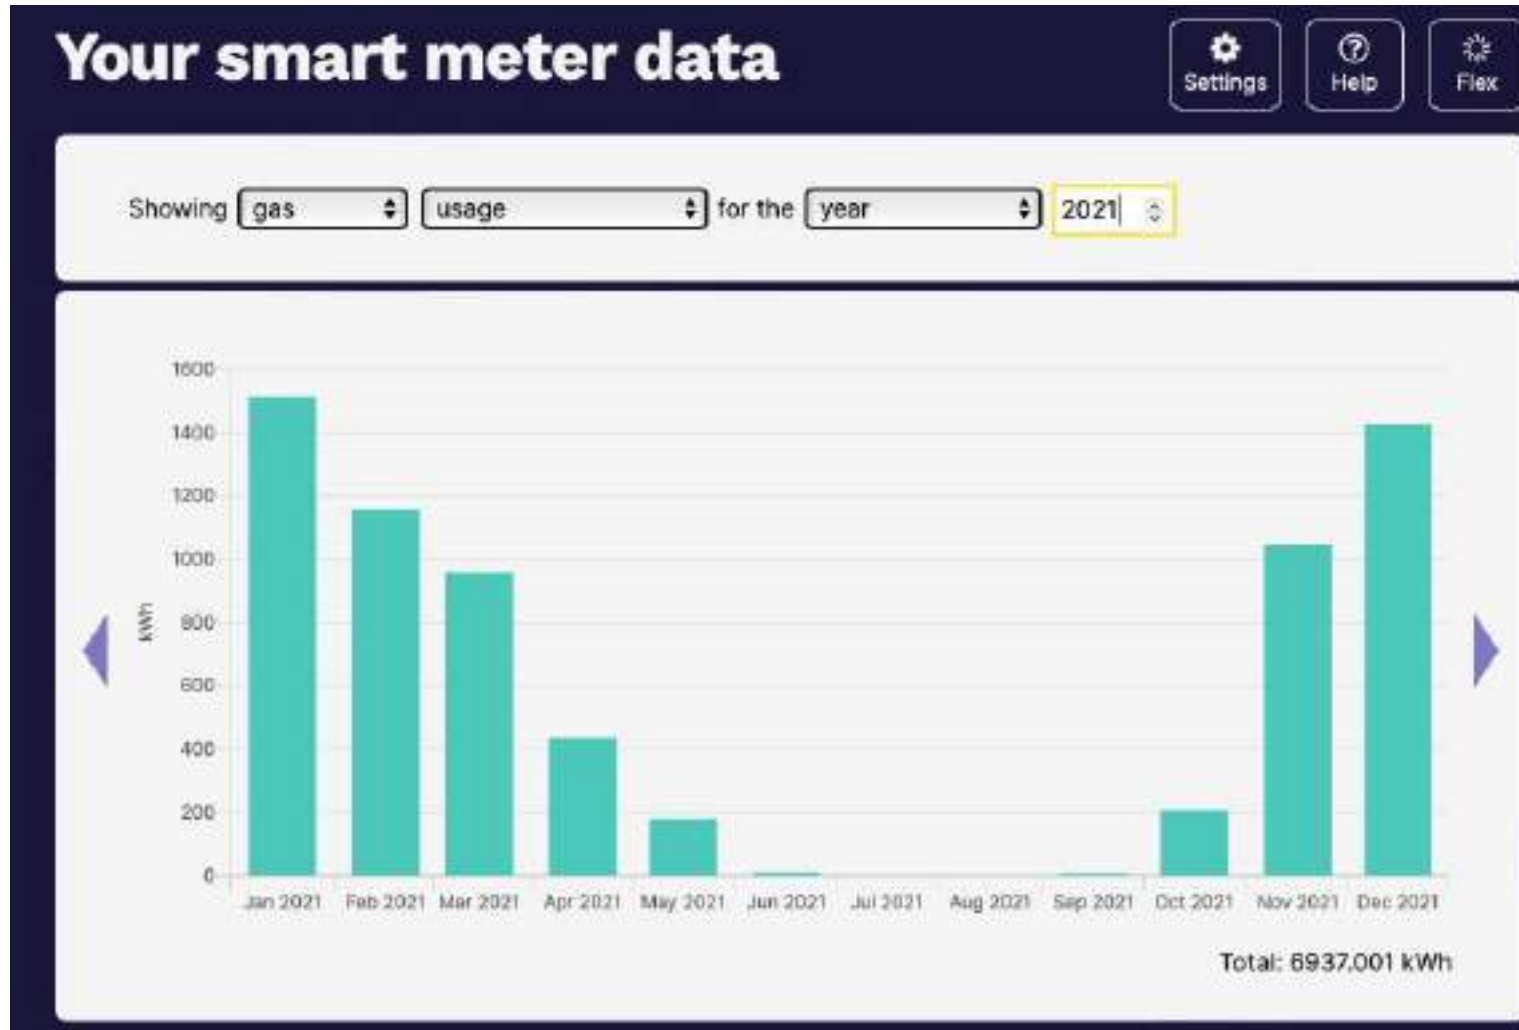 Your smart meter data
Settings
Help
Flex
Showing gas usage for the year 2021
1600
1400
1200
1000
800
600
400
200
0
kWh
Jan 2021 Feb 2021 Mar 2021 Apr 2021 May 2021 Jun 2021 Jul 2021 Aug 2021 Sep 2021 Oct 2021 Nov 2021 Dec 2021
Total: 6937.001 kWh